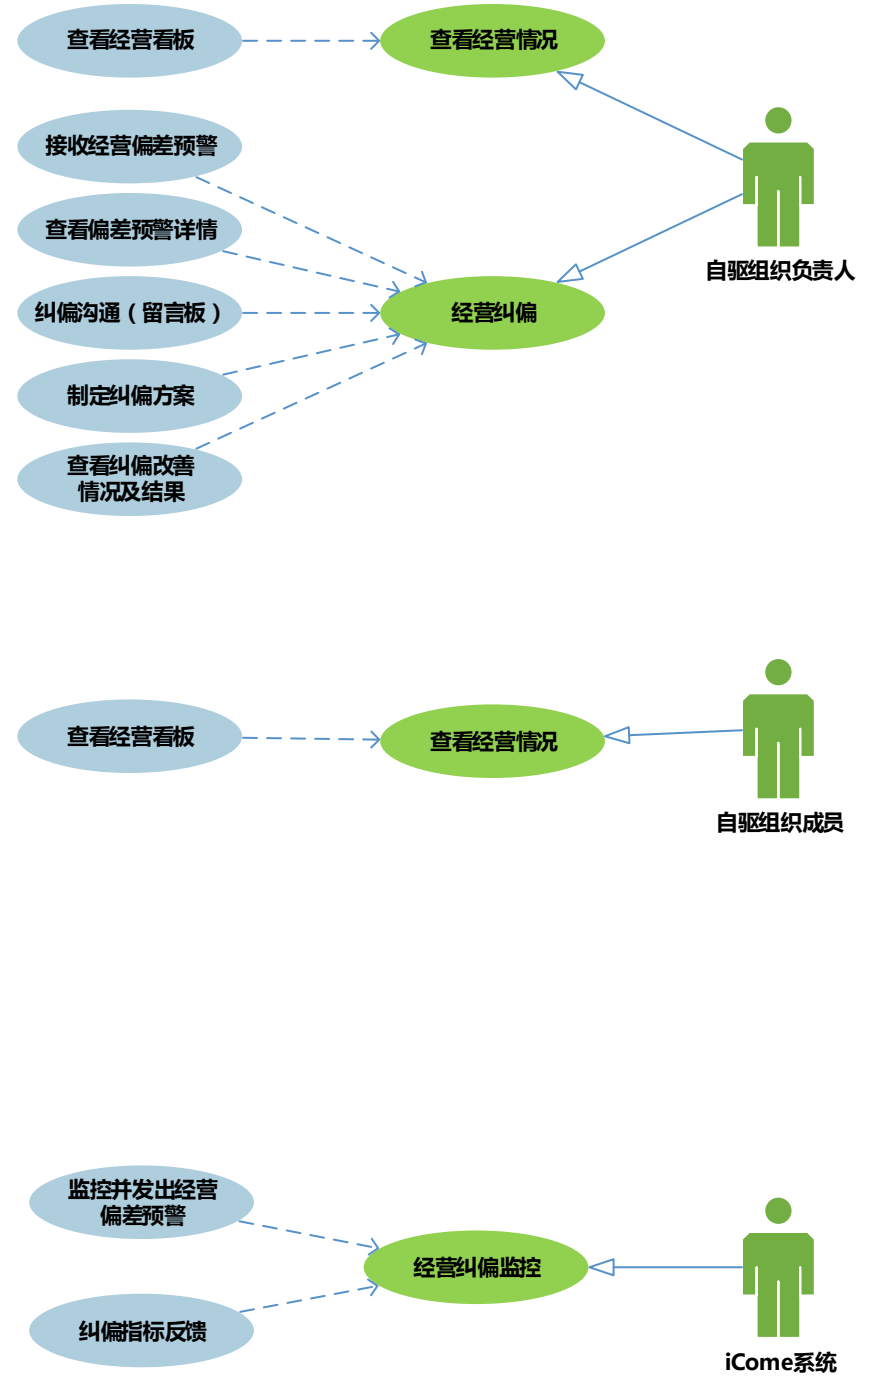 查看经营看板
查看经营情况
接收经营偏差预警
查看偏差预警详情
自驱组织负责人
纠偏沟通（留言板）
经营纠偏
制定纠偏方案
查看纠偏改善
情况及结果
查看经营看板
查看经营情况
自驱组织成员
监控并发出经营
偏差预警
经营纠偏监控
纠偏指标反馈
iCome系统